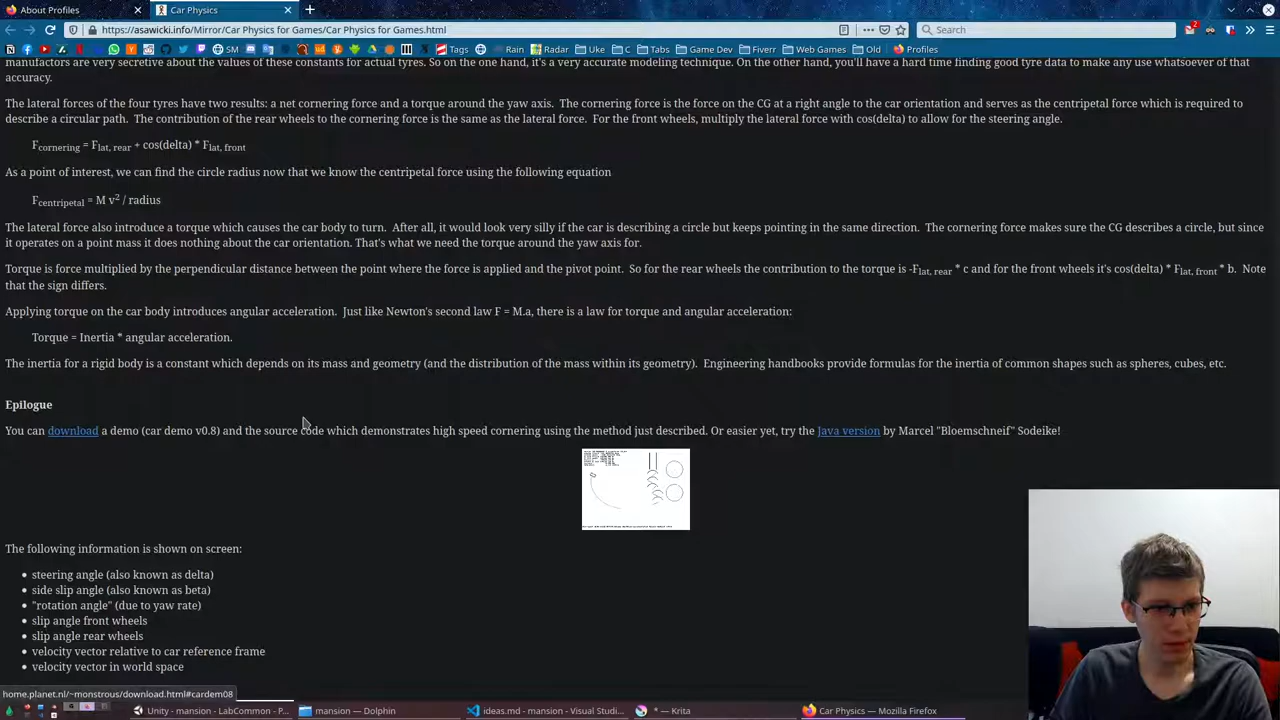 About Profiles
Car Physics
https://asawicki.info/Mirror/Car Physics for Games/Car Physics for Games.html
Search
2
SM
Tags
Rain
Radar
Uke
C
Tabs
Game Dev
Fiverr
Web Games
Old
Profiles
manufactors are very secretive about the values of these constants for actual tyres. So on the one hand, it's a very accurate modeling technique. On the other hand, you'll have a hard time finding good tyre data to make any use whatsoever of that
accuracy.
The lateral forces of the four tyres have two results: a net cornering force and a torque around the yaw axis. The cornering force is the force on the CG at a right angle to the car orientation and serves as the centripetal force which is required to
describe a circular path. The contribution of the rear wheels to the cornering force is the same as the lateral force. For the front wheels, multiply the lateral force with cos(delta) to allow for the steering angle.
Fcornering = Flat, rear + cos(delta) * Flat, front
As a point of interest, we can find the circle radius now that we know the centripetal force using the following equation
Fcentripetal = M v2 / radius
The lateral force also introduce a torque which causes the car body to turn. After all, it would look very silly if the car is describing a circle but keeps pointing in the same direction. The cornering force makes sure the CG describes a circle, but since
it operates on a point mass it does nothing about the car orientation. That's what we need the torque around the yaw axis for.
Torque is force multiplied by the perpendicular distance between the point where the force is applied and the pivot point. So for the rear wheels the contribution to the torque is -Flat, rear * c and for the front wheels it's cos(delta) * Flat, front * b. Note
that the sign differs.
Applying torque on the car body introduces angular acceleration. Just like Newton's second law F = M.a, there is a law for torque and angular acceleration:
Torque = Inertia * angular acceleration.
The inertia for a rigid body is a constant which depends on its mass and geometry (and the distribution of the mass within its geometry). Engineering handbooks provide formulas for the inertia of common shapes such as spheres, cubes, etc.
Epilogue
You can download a demo (car demo v0.8) and the source code which demonstrates high speed cornering using the method just described. Or easier yet, try the Java version by Marcel "Bloemschneif" Sodeike!
The following information is shown on screen:
steering angle (also known as delta)
side slip angle (also known as beta)
"rotation angle" (due to yaw rate)
slip angle front wheels
slip angle rear wheels
velocity vector relative to car reference frame
velocity vector in world space
home.planet.nl/~monstrous/download.html#cardem08
Unity - mansion - LabCommon - P...
mansion — Dolphin
ideas.md - mansion - Visual Studi...
* — Krita
Car Physics — Mozilla Firefox